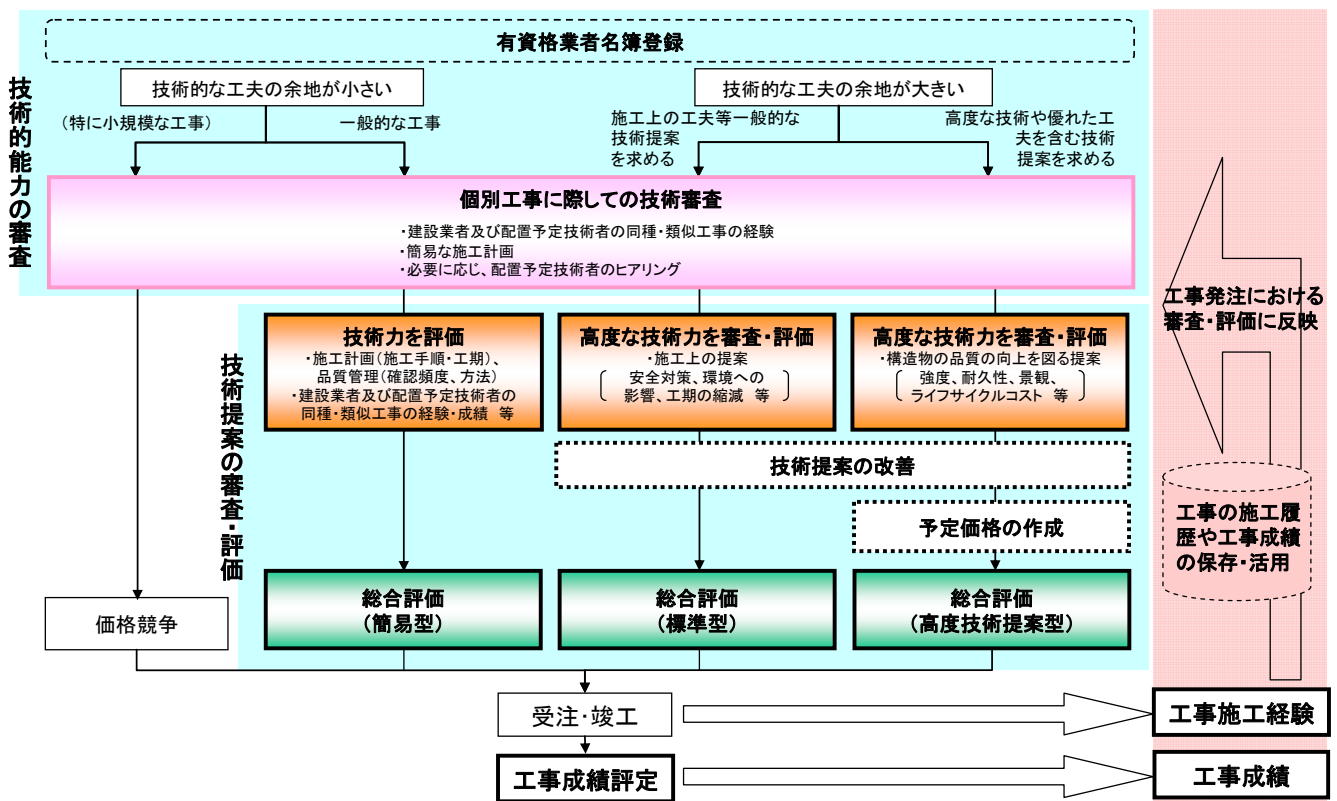 有資格業者名簿登録
技術的能力の審査
技術的な工夫の余地が小さい
技術的な工夫の余地が大きい
（特に小規模な工事）
一般的な工事
施工上の工夫等一般的な
技術提案
を求める
高度な技術や優れた工
夫を含む技術
提案を求める
個別工事に際しての技術審査
・建設業者及び配置予定技術者の同種・類似工事の経験
・簡易な施工計画
・必要に応じ、配置予定技術者のヒアリング
技術提案の審査・評価
技術力を評価
・施工計画（施工手順・工期）、
品質管理（確認頻度、方法）
・建設業者及び配置予定技術者の
同種・類似工事の経験・成績 等
高度な技術力を審査・評価
・施工上の提案
安全対策、環境への
影響、工期の縮減 等
高度な技術力を審査・評価
・構造物の品質の向上を図る提案
強度、耐久性、景観、
ライフサイクルコスト 等
技術提案の改善
予定価格の作成
価格競争
総合評価
（簡易型）
総合評価
（標準型）
総合評価
（高度技術提案型）
工事発注における
審査・評価に反映
工事の施工履
歴や工事成績
の保存・活用
受注・竣工
工事施工経験
工事成績評定
工事成績